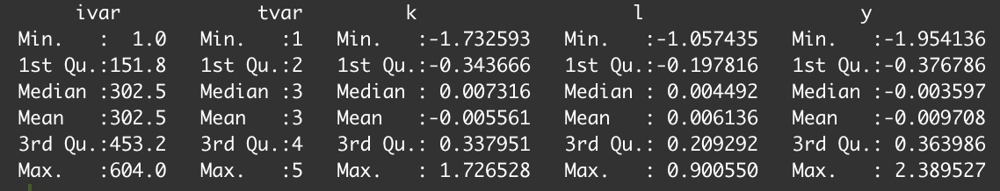 ivar            tvar         k                   l                   y
 Min.   :  1.0   Min.   :1   Min.   :-1.732593   Min.   :-1.057435   Min.   :-1.954136
 1st Qu.:151.8   1st Qu.:2   1st Qu.:-0.343666   1st Qu.:-0.197816   1st Qu.:-0.376786
 Median :302.5   Median :3   Median : 0.007316   Median : 0.004492   Median :-0.003597
 Mean   :302.5   Mean   :3   Mean   :-0.005561   Mean   : 0.006136   Mean   :-0.009708
 3rd Qu.:453.2   3rd Qu.:4   3rd Qu.: 0.337951   3rd Qu.: 0.209292   3rd Qu.: 0.363986
 Max.   :604.0   Max.   :5   Max.   : 1.726528   Max.   : 0.900550   Max.   : 2.389527